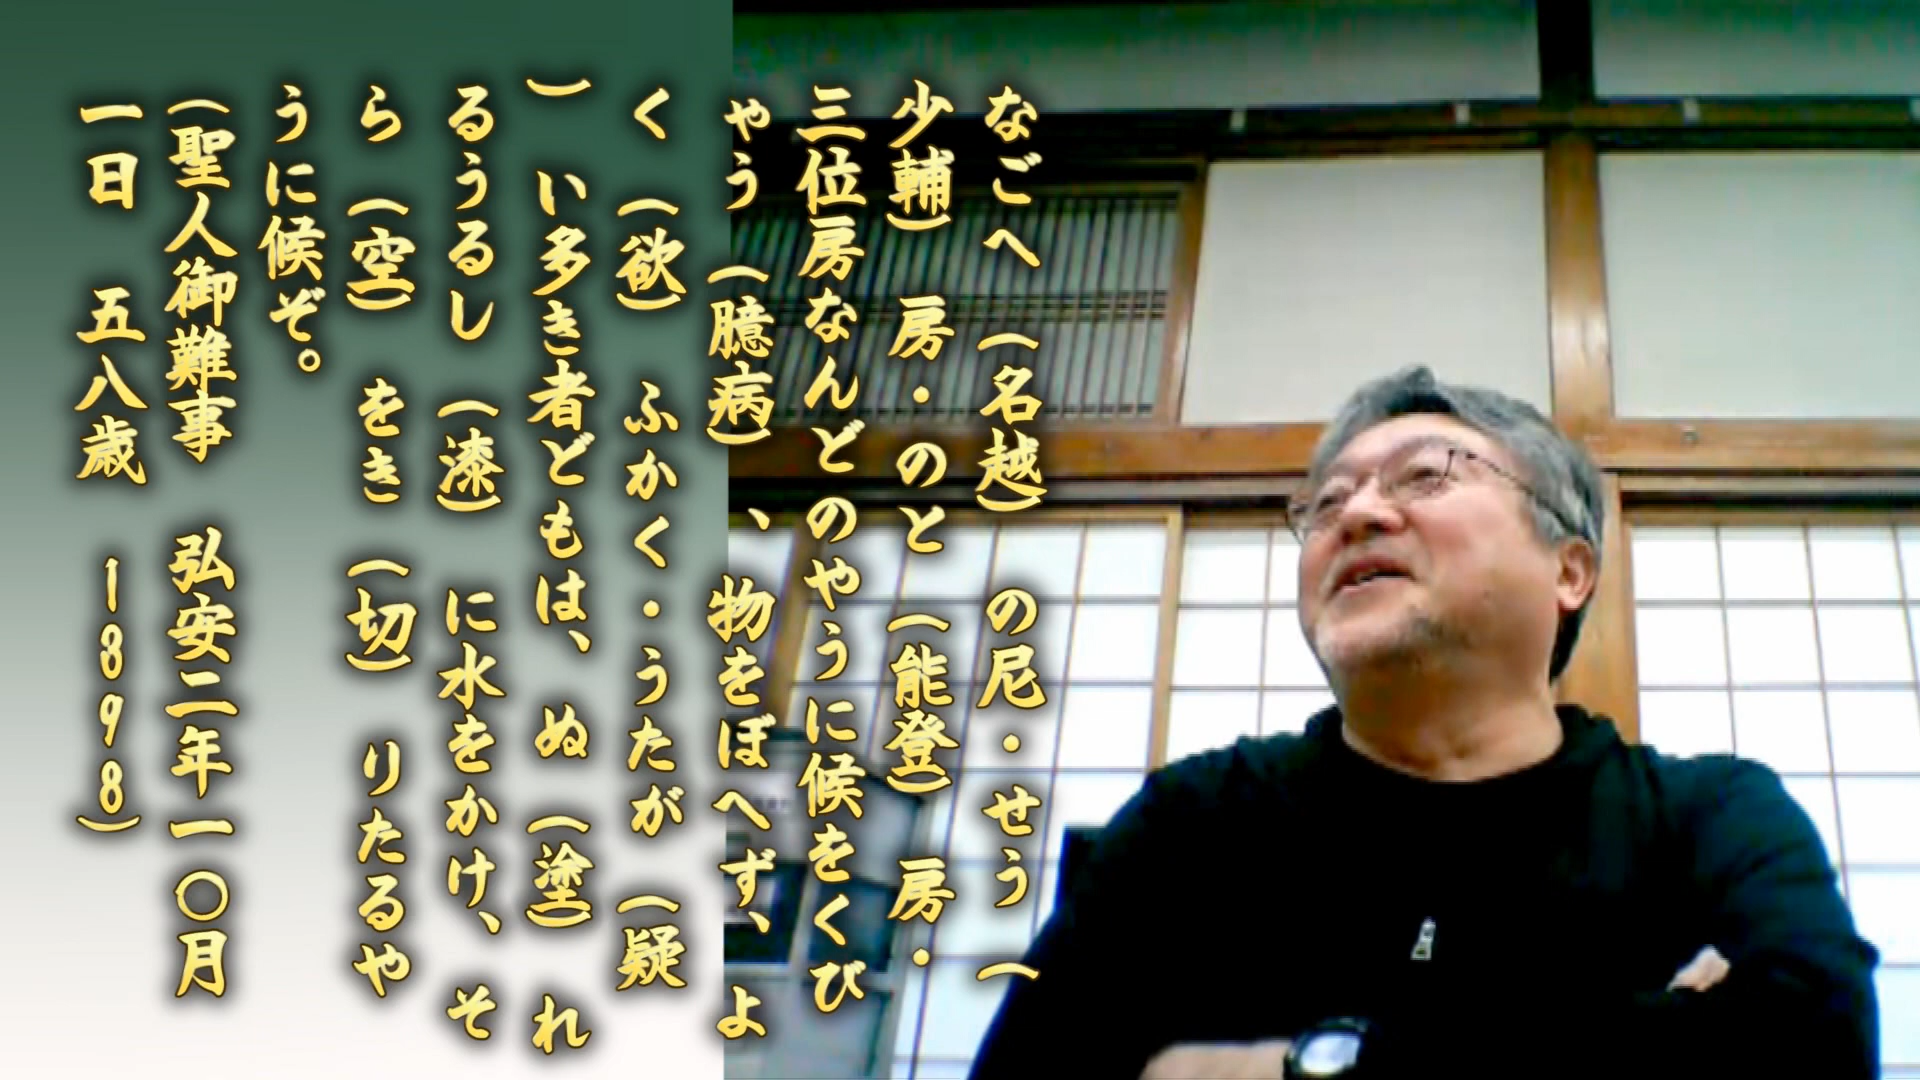 なごへ（名越）の尼・せう（
少輔）房・のと（能登）房・
三位房なんどのやうに候をくび
ゃう（臆病）、物をぼへず、よ
く（欲）ふかく・うたが（疑
）い多き者どもは、ぬ（塗）れ
るうるし（漆）に水をかけ、そ
ら（空）をき（切）りたるや
うに候ぞ。
（聖人御難事　弘安二年一〇月
一日　五八歳　１３９８）